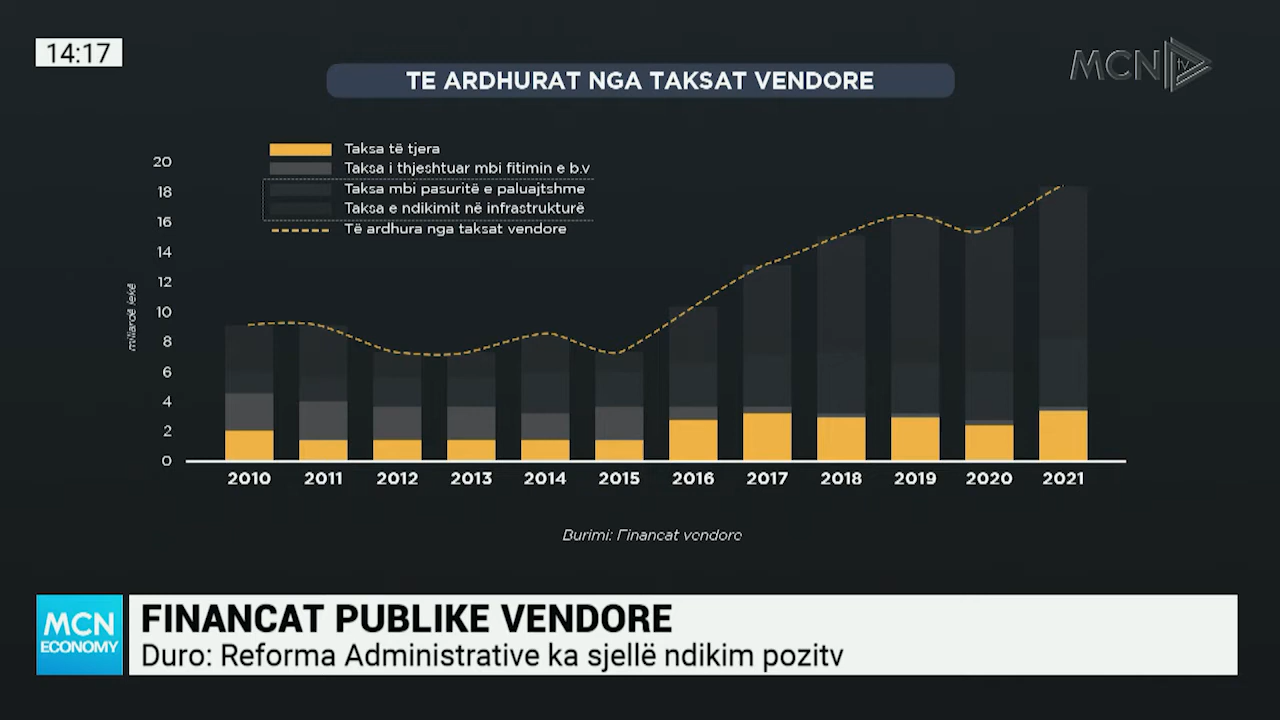 14:17
MCN tv
TE ARDHURAT NGA TAKSAT VENDORE
Taksa të tjera
Taksa i thjeshtuar mbi fitimin e b.v
Taksa mbi pasuritë e paluajtshme
Taksa e ndikimit në infrastrukturë
Të ardhura nga taksat vendore
miliardë lekë
20
18
16
14
12
10
8
6
4
2
0
2010 2011 2012 2013 2014 2015 2016 2017 2018 2019 2020 2021
Burimi: Financat vendore
MCN
ECONOMY
FINANCAT PUBLIKE VENDORE
Duro: Reforma Administrative ka sjellë ndikim pozitv